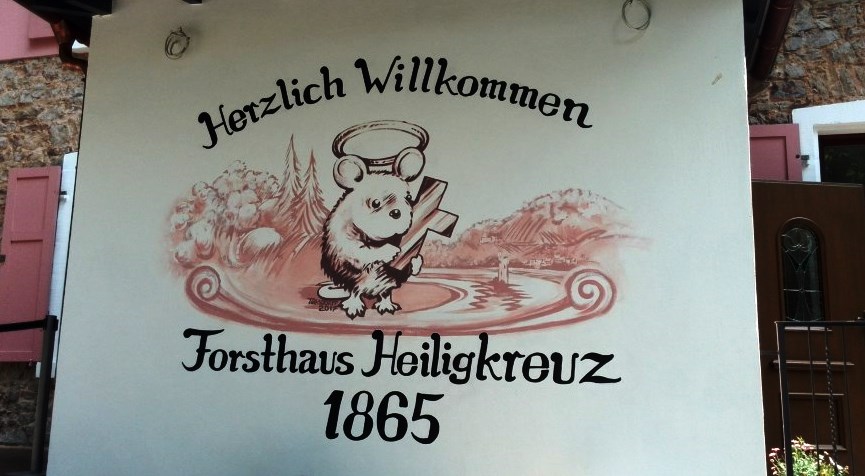 Herzlich Willkommen
Forsthaus Heiligkreuz
1865